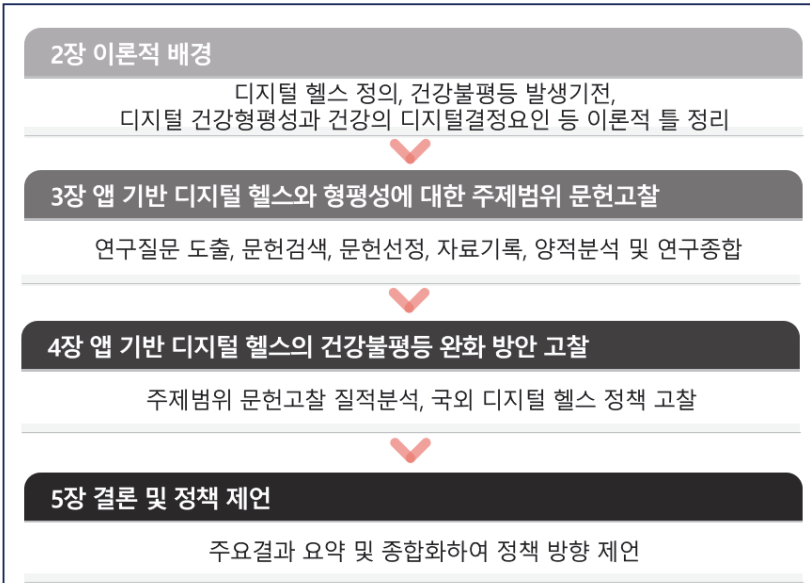 2장 이론적 배경
디지털 헬스 정의, 건강불평등 발생기전,
디지털 건강형평성과 건강의 디지털결정요인 등 이론적 틀 정리
3장 앱 기반 디지털 헬스와 형평성에 대한 주제범위 문헌고찰
연구질문 도출, 문헌검색, 문헌선정, 자료기록, 양적분석 및 연구종합
4장 앱 기반 디지털 헬스의 건강불평등 완화 방안 고찰
주제범위 문헌고찰 질적분석, 국외 디지털 헬스 정책 고찰
5장 결론 및 정책 제언
주요결과 요약 및 종합화하여 정책 방향 제언